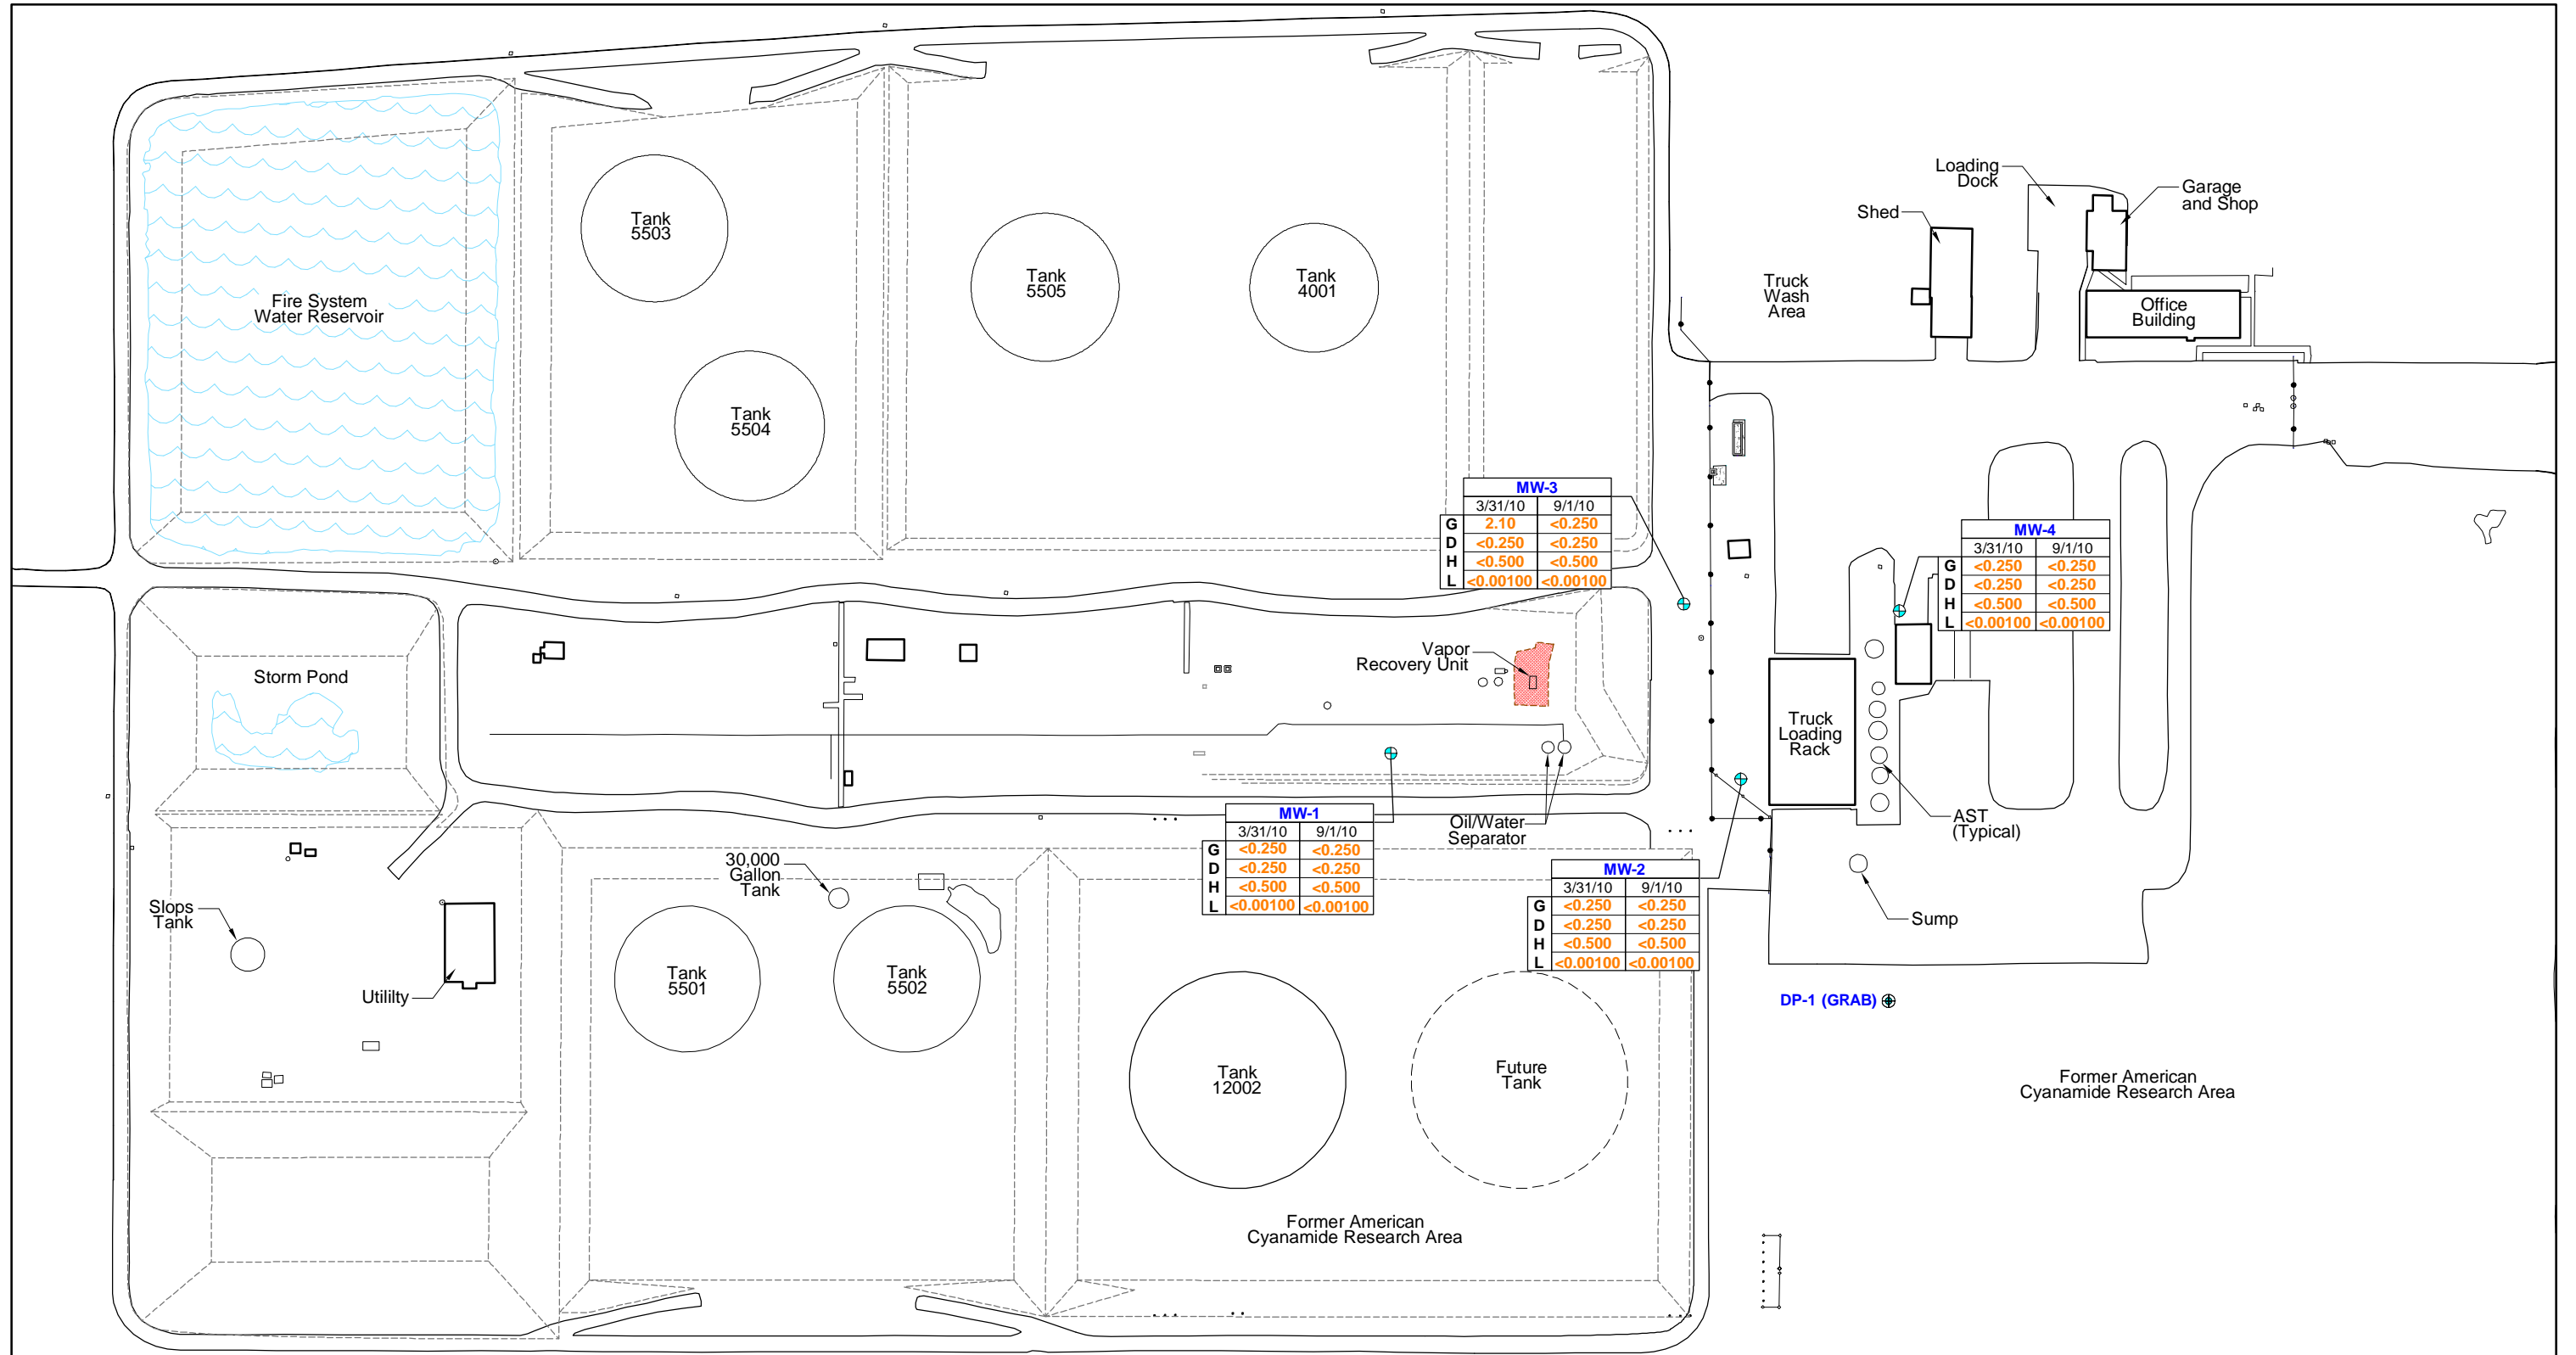 Loading
Dock
Garage
and Shop
Shed
Tank
5503
Tank
5505
Tank
4001
Truck
Wash
Area
Fire System
Water Reservoir
Office
Building
Tank
5504
MW-3
3/31/10 9/1/10
G 2.10 <0.250
D <0.250 <0.250
H <0.500 <0.500
L <0.00100 <0.00100
MW-4
3/31/10 9/1/10
G <0.250 <0.250
D <0.250 <0.250
H <0.500 <0.500
L <0.00100 <0.00100
Vapor
Recovery Unit
Storm Pond
Truck
Loading
Rack
MW-1
3/31/10 9/1/10
G <0.250 <0.250
D <0.250 <0.250
H <0.500 <0.500
L <0.00100 <0.00100
Oil/Water
Separator
AST
(Typical)
30,000
Gallon
Tank
MW-2
3/31/10 9/1/10
G <0.250 <0.250
D <0.250 <0.250
H <0.500 <0.500
L <0.00100 <0.00100
Slops
Tank
Sump
Tank
5501
Tank
5502
Utililty
DP-1 (GRAB)
Tank
12002
Future
Tank
Former American
Cyanamide Research Area
Former American
Cyanamide Research Area